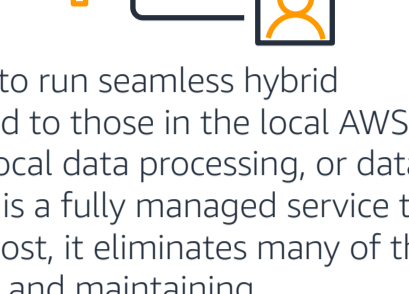 to run seamless hybrid
d to those in the local AWS
ocal data processing, or data
is a fully managed service t
ost, it eliminates many of th
and maintaining